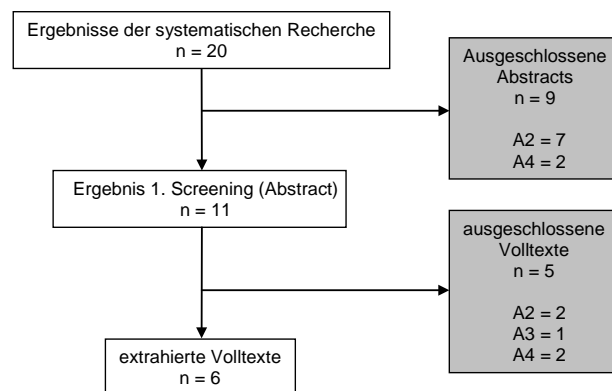 Ergebnisse der systematischen Recherche
n = 20
Ausgeschlossene
Abstracts
n = 9
A2 = 7
A4 = 2
Ergebnis 1. Screening (Abstract)
n = 11
ausgeschlossene
Volltexte
n = 5
A2 = 2
A3 = 1
A4 = 2
extrahierte Volltexte
n = 6